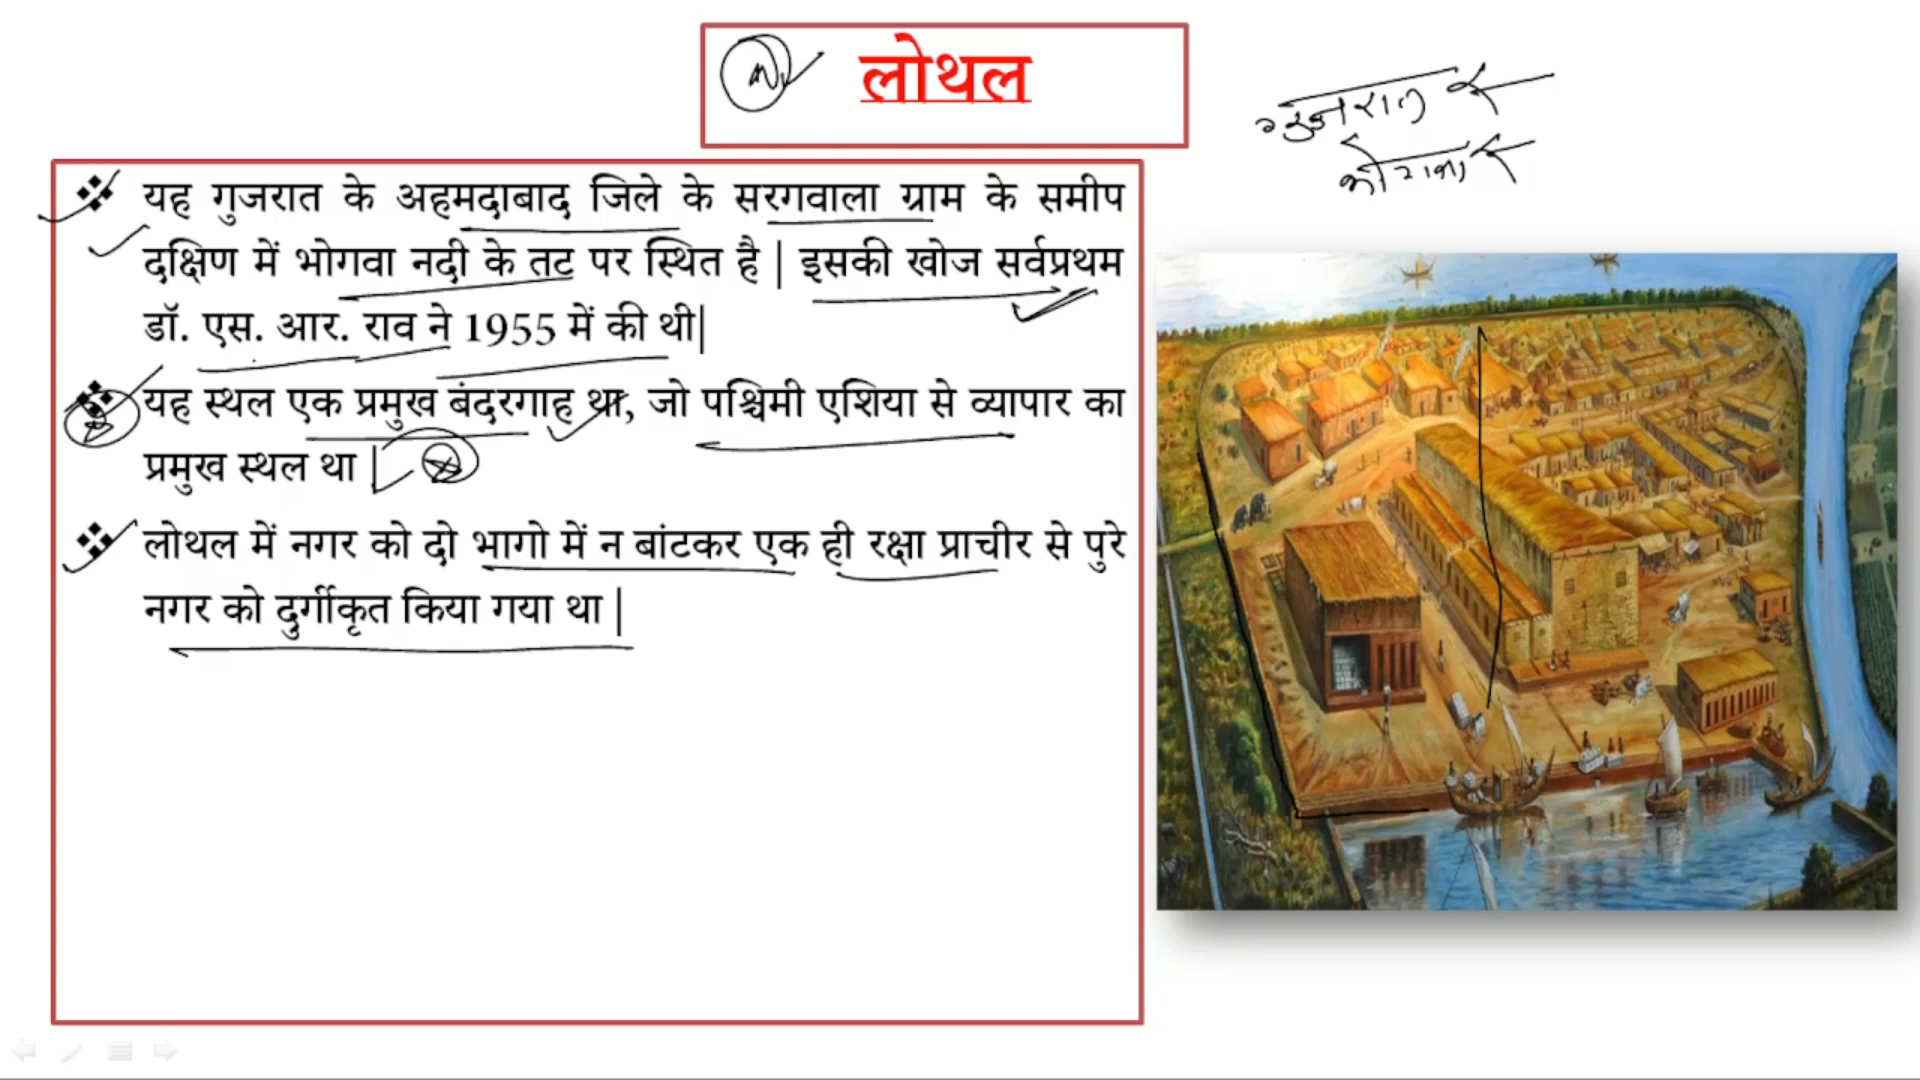 लोथल
गुजरात
❖ यह गुजरात के अहमदाबाद जिले के सरगवाला ग्राम के समीप
दक्षिण में भोगवा नदी के तट पर स्थित है | इसकी खोज सर्वप्रथम
डॉ. एस. आर. राव ने 1955 में की थी|
❖ यह स्थल एक प्रमुख बंदरगाह था, जो पश्चिमी एशिया से व्यापार का
प्रमुख स्थल था |
❖ लोथल में नगर को दो भागो में न बांटकर एक ही रक्षा प्राचीर से पुरे
नगर को दुर्गीकृत किया गया था |